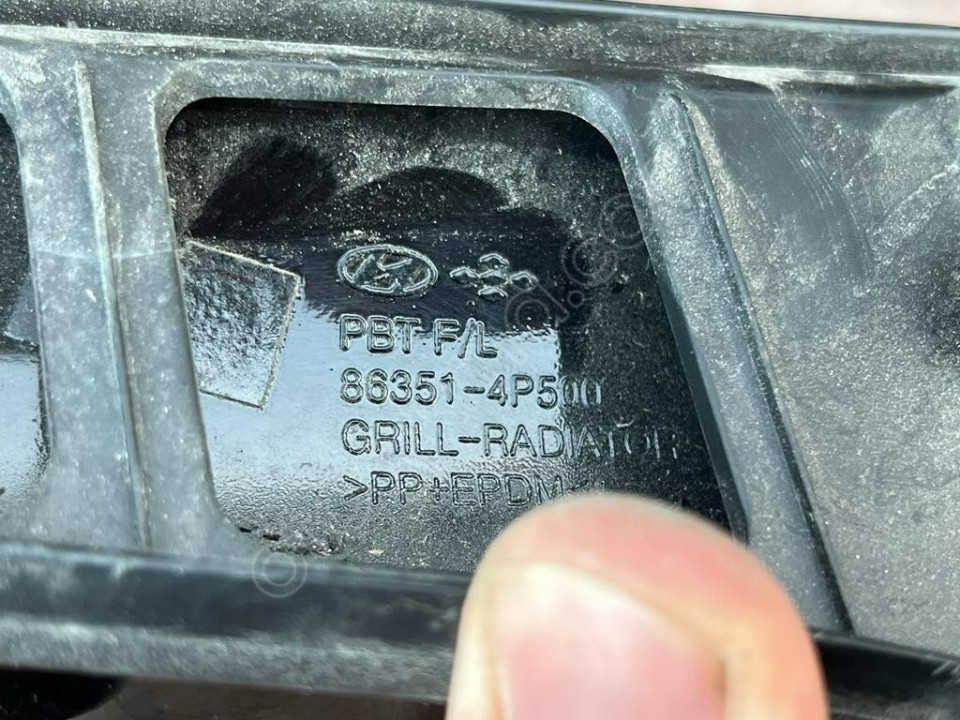 PBT F/L
86351-4P500
GRILL-RADIATOR
>PP+EPDM<